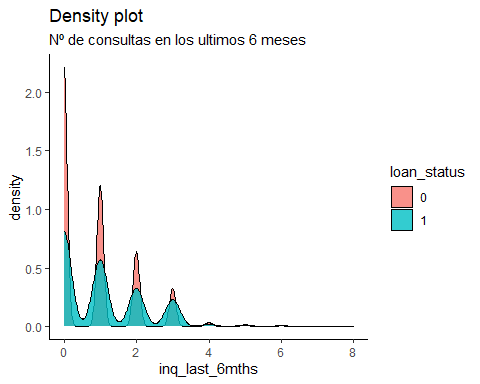 Density plot
Nº de consultas en los ultimos 6 meses
2.0
1.5
1.0
0.5
0.0
density
0 2 4 6 8
inq_last_6mths
loan_status
0
1